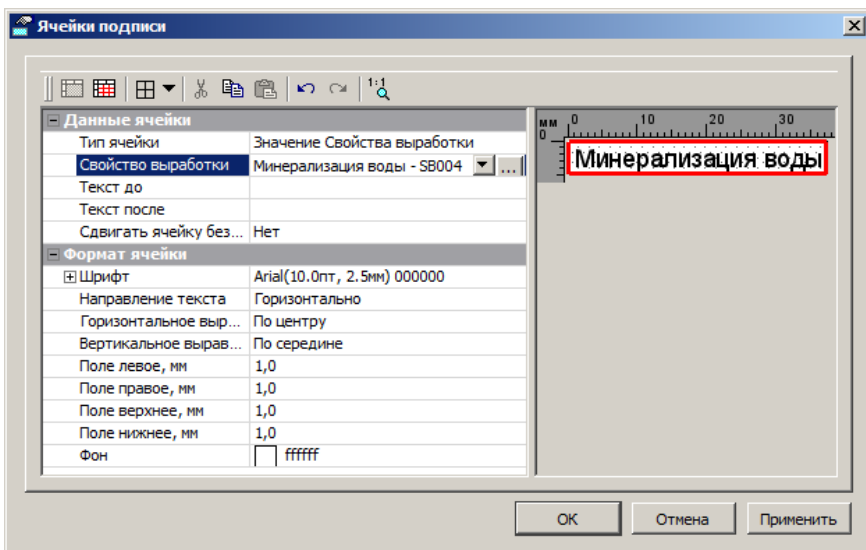 Ячейки подписи
1:1
Данные ячейки
Тип ячейки Значение Свойства выработки
Свойство выработки Минерализация воды - SB004 ...
Текст до
Текст после
Сдвигать ячейку без... Нет
Формат ячейки
Шрифт Arial(10.0пт, 2.5мм) 000000
Направление текста Горизонтально
Горизонтальное выр... По центру
Вертикальное вырав... По середине
Поле левое, мм 1,0
Поле правое, мм 1,0
Поле верхнее, мм 1,0
Поле нижнее, мм 1,0
Фон ffffff
мм 0 10 20 30
0
Минерализация воды
OK Отмена Применить